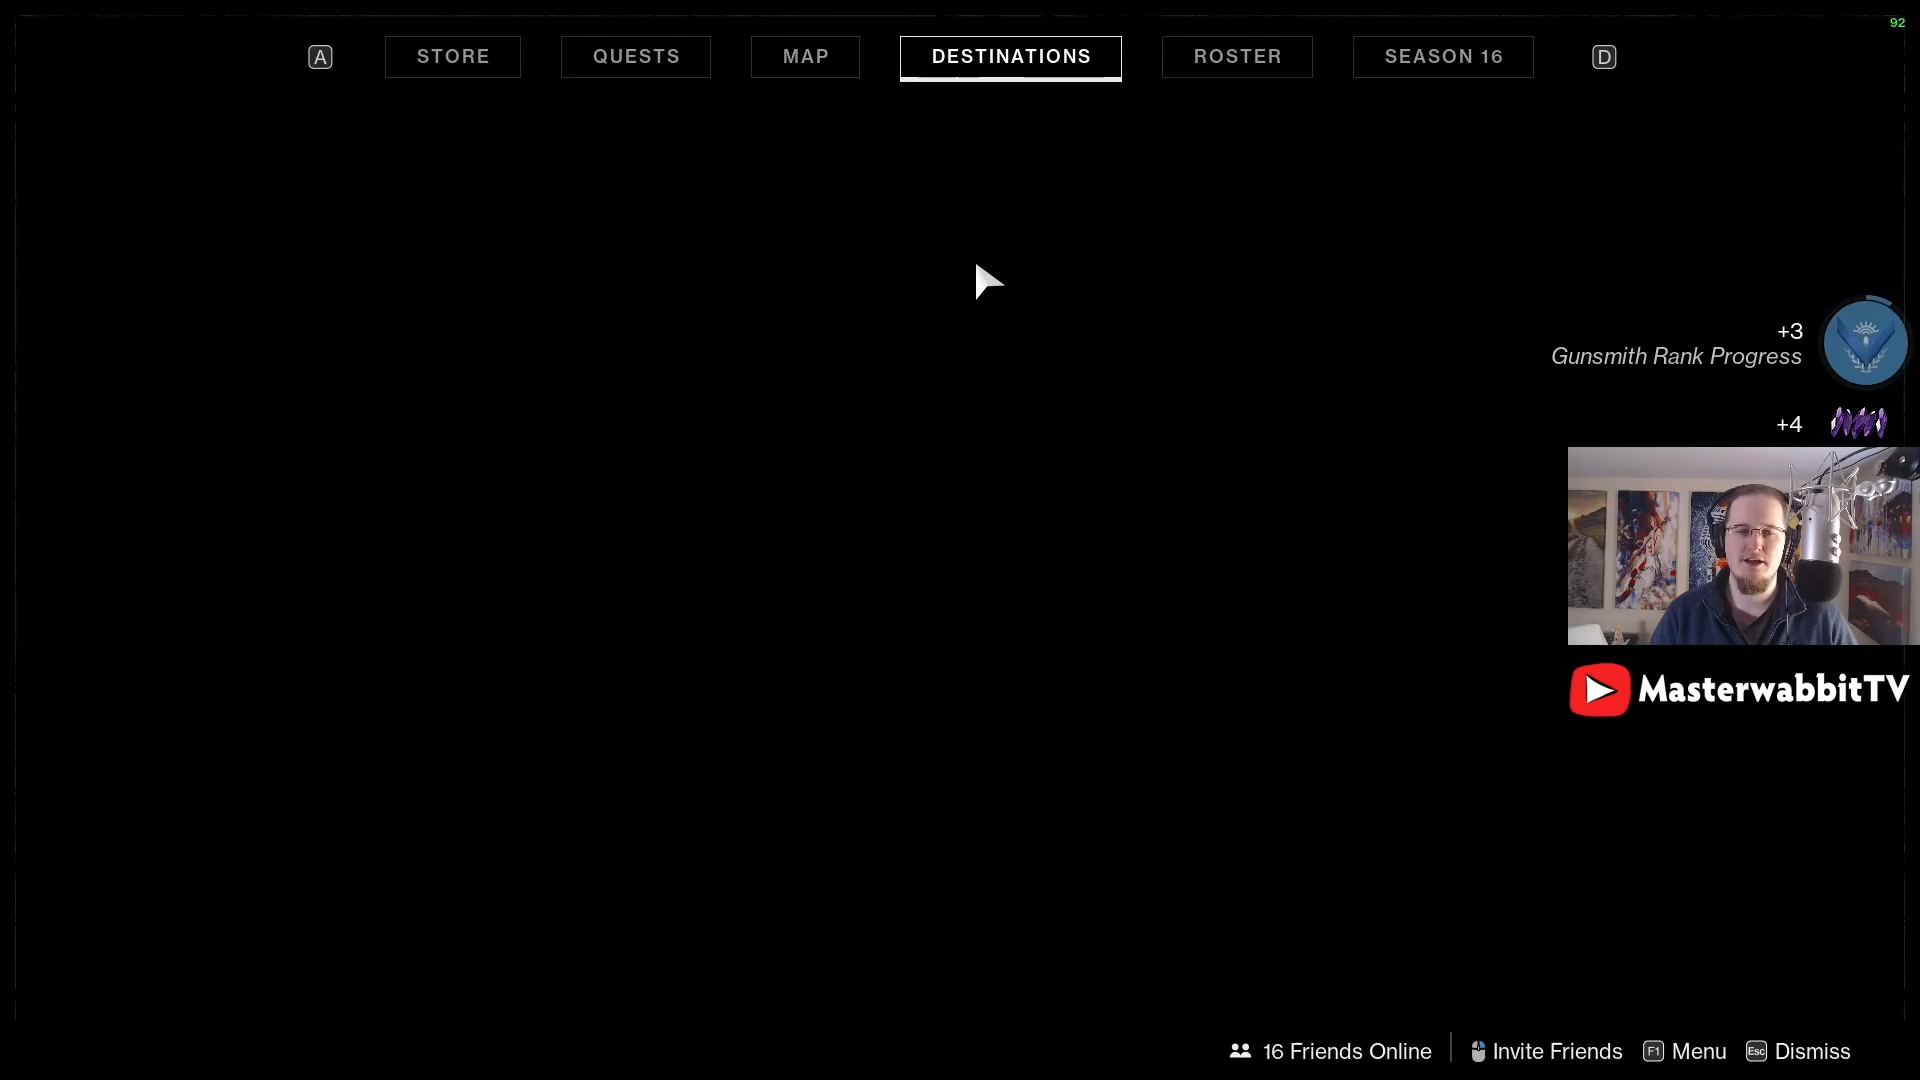 92
A STORE QUESTS MAP DESTINATIONS ROSTER SEASON 16 D
+3
Gunsmith Rank Progress
+4
MasterwabbitTV
16 Friends Online Invite Friends F1 Menu Esc Dismiss